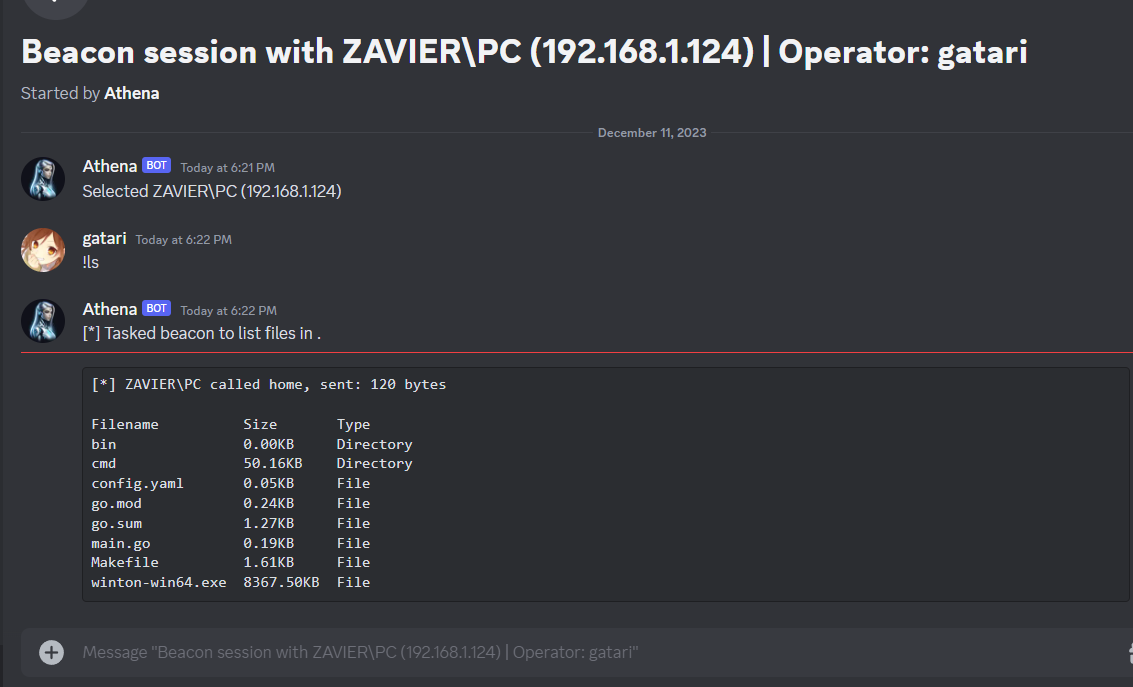 Beacon session with ZAVIER\PC (192.168.1.124) | Operator: gatari
Started by Athena
December 11, 2023
Athena BOT Today at 6:21 PM
Selected ZAVIER\PC (192.168.1.124)
gatari Today at 6:22 PM
!ls
Athena BOT Today at 6:22 PM
[*] Tasked beacon to list files in .
[*] ZAVIER\PC called home, sent: 120 bytes
Filename Size Type
bin 0.00KB Directory
cmd 50.16KB Directory
config.yaml 0.05KB File
go.mod 0.24KB File
go.sum 1.27KB File
main.go 0.19KB File
Makefile 1.61KB File
winton-win64.exe 8367.50KB File
Message "Beacon session with ZAVIER\PC (192.168.1.124) | Operator: gatari"